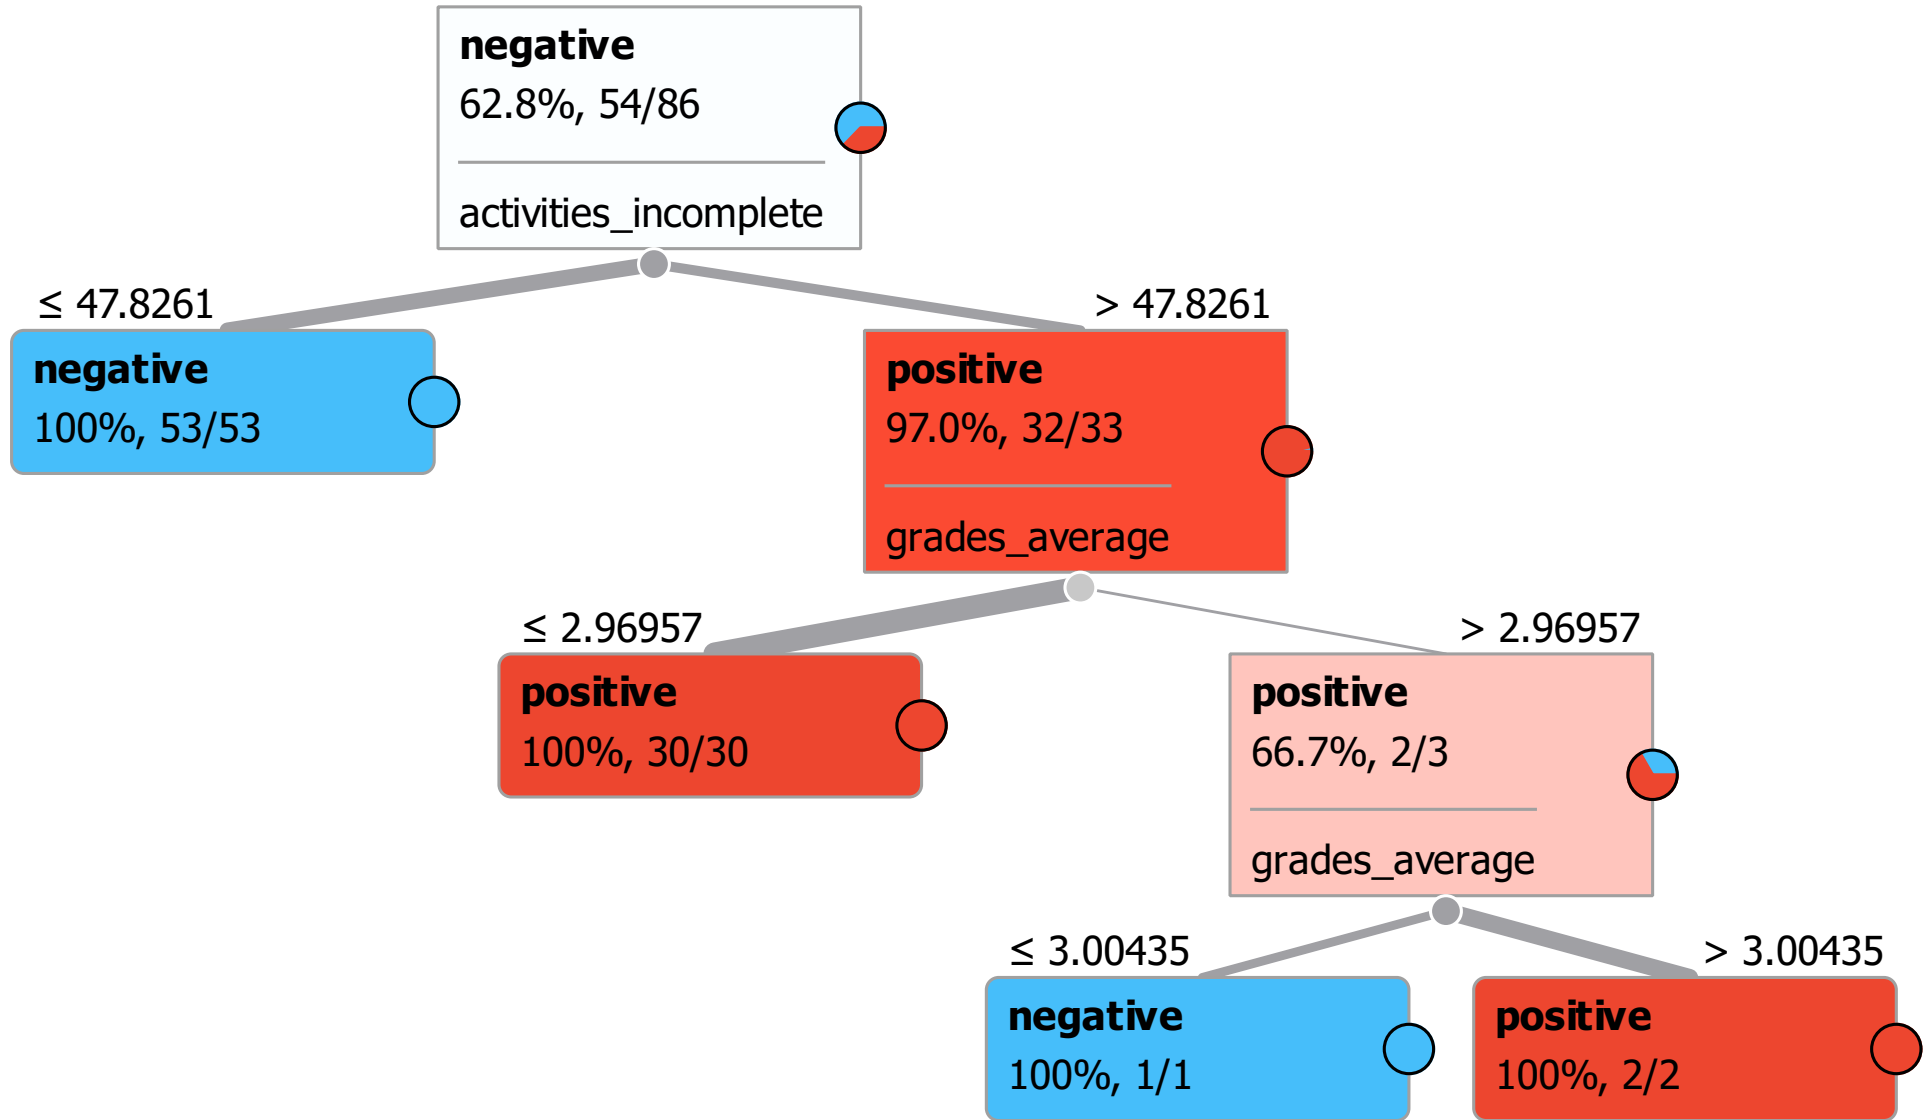 negative
62.8%, 54/86
activities_incomplete
≤ 47.8261
> 47.8261
negative
100%, 53/53
positive
97.0%, 32/33
grades_average
≤ 2.96957
> 2.96957
positive
100%, 30/30
positive
66.7%, 2/3
grades_average
≤ 3.00435
> 3.00435
negative
100%, 1/1
positive
100%, 2/2